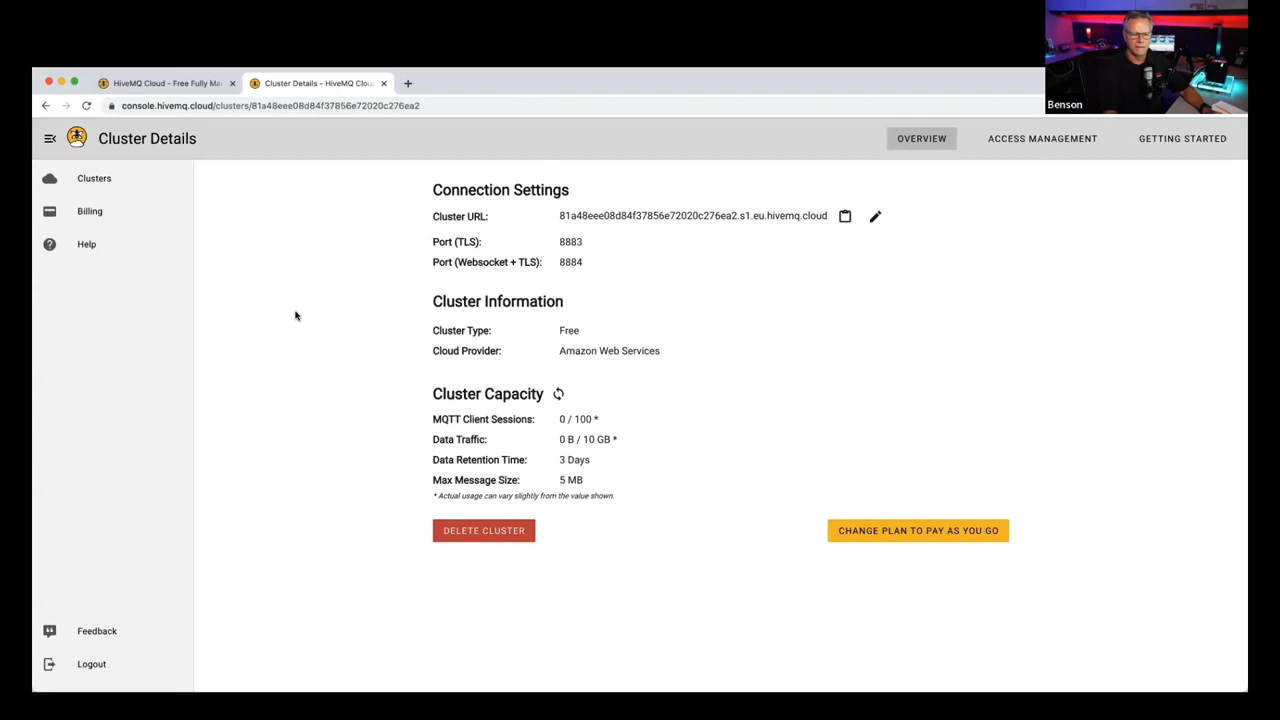 Benson
HiveMQ Cloud - Free Fully Ma
Cluster Details - HiveMQ Clou
console.hivemq.cloud/clusters/81a48eee08d84f37856e72020c276ea2
Cluster Details
OVERVIEW
ACCESS MANAGEMENT
GETTING STARTED
Clusters
Billing
Help
Feedback
Logout
Connection Settings
Cluster URL: 81a48eee08d84f37856e72020c276ea2.s1.eu.hivemq.cloud
Port (TLS): 8883
Port (Websocket + TLS): 8884
Cluster Information
Cluster Type: Free
Cloud Provider: Amazon Web Services
Cluster Capacity
MQTT Client Sessions: 0 / 100 *
Data Traffic: 0 B / 10 GB *
Data Retention Time: 3 Days
Max Message Size: 5 MB
* Actual usage can vary slightly from the value shown.
DELETE CLUSTER
CHANGE PLAN TO PAY AS YOU GO